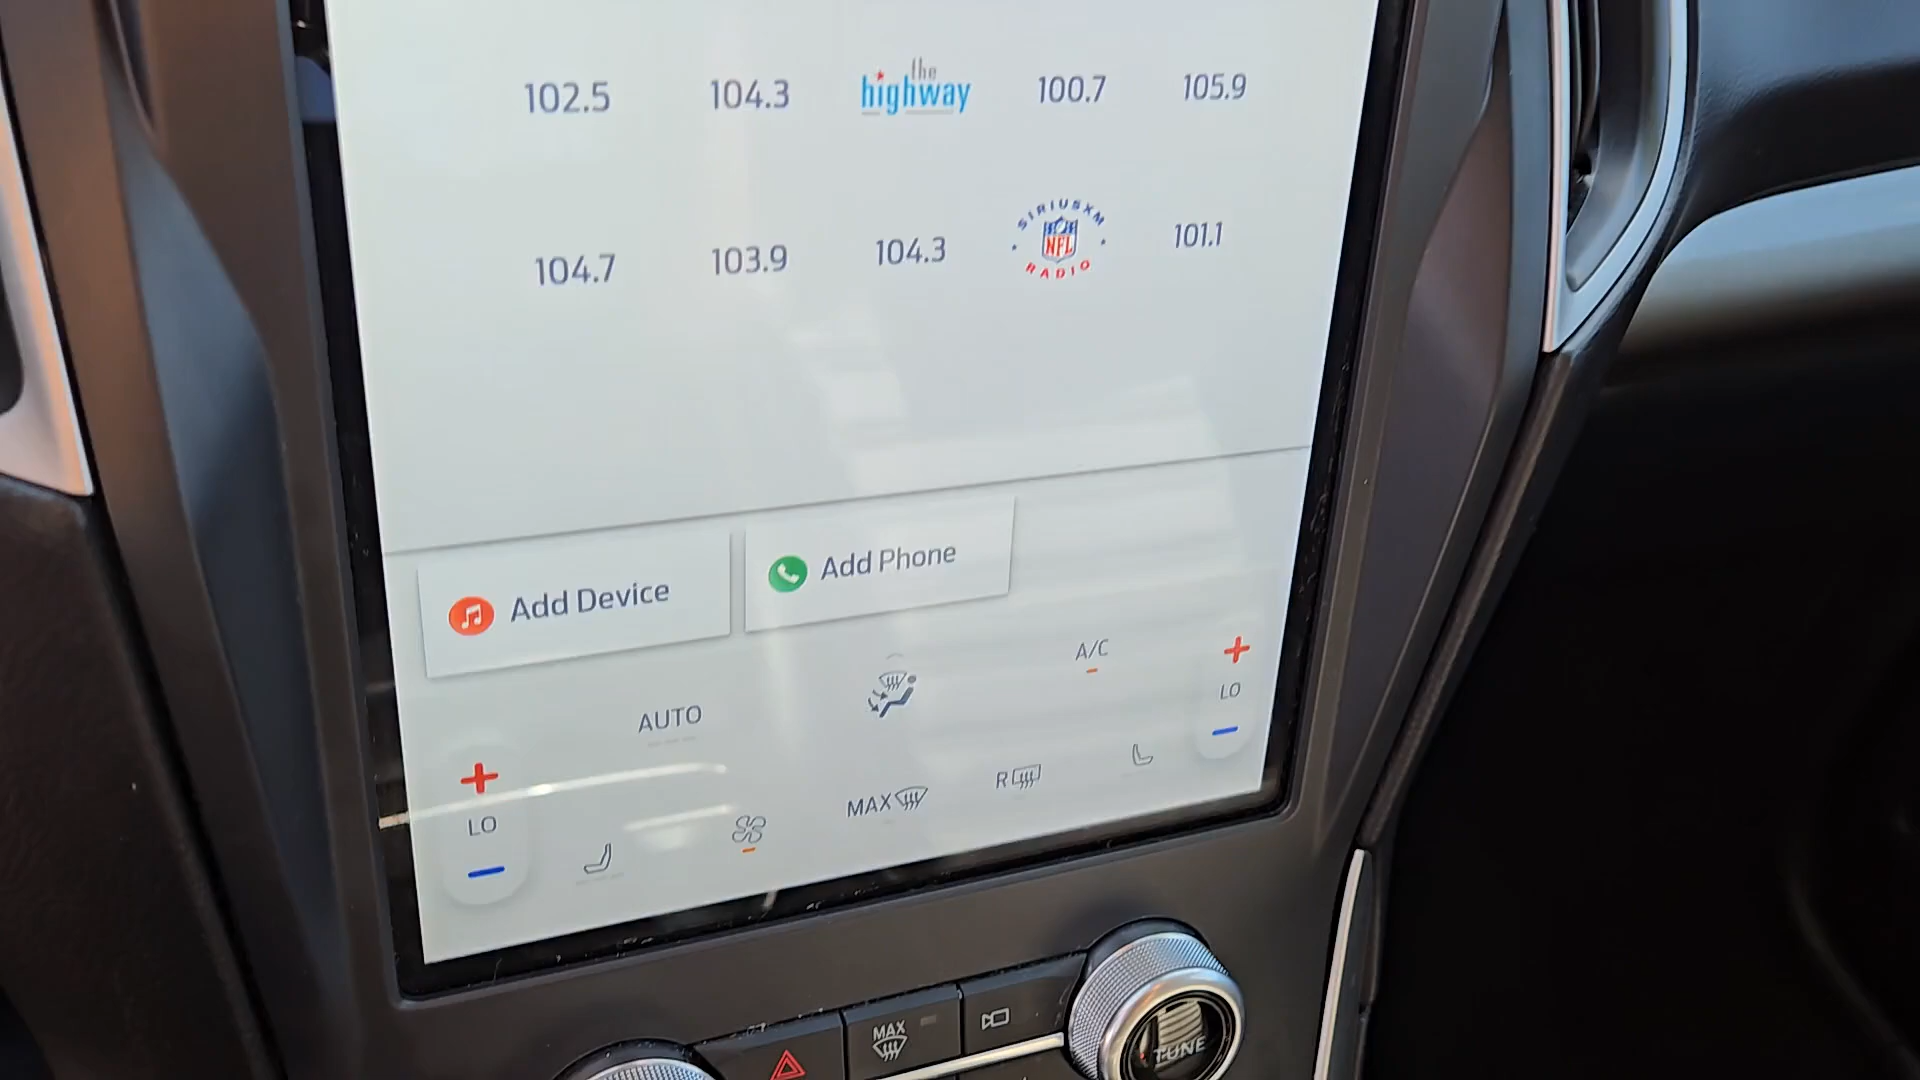 102.5 104.3 the highway 100.7 105.9
104.7 103.9 104.3 SIRIUSXM NFL RADIO 101.1
Add Device Add Phone
A/C
AUTO
LO
LO
MAX R
MAX
TUNE